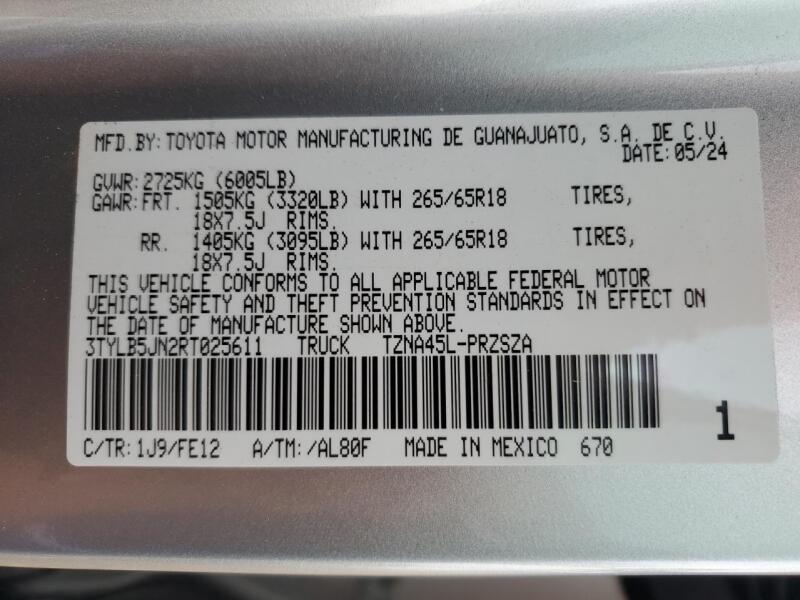 MFD.BY: TOYOTA MOTOR MANUFACTURING DE GUANAJUATO, S.A. DE C.V.
DATE: 05/24
GVWR: 2725KG (6005LB)
GAWR: FRT. 1505KG (3320LB) WITH 265/65R18 TIRES,
18X7.5J RIMS.
RR. 1405KG (3095LB) WITH 265/65R18 TIRES,
18X7.5J RIMS.
THIS VEHICLE CONFORMS TO ALL APPLICABLE FEDERAL MOTOR
VEHICLE SAFETY AND THEFT PREVENTION STANDARDS IN EFFECT ON
THE DATE OF MANUFACTURE SHOWN ABOVE.
3TYLB5JN2RT025611 TRUCK TZNA45L-PRZSZA
1
C/TR: 1J9/FE12 A/TM: /AL80F MADE IN MEXICO 670